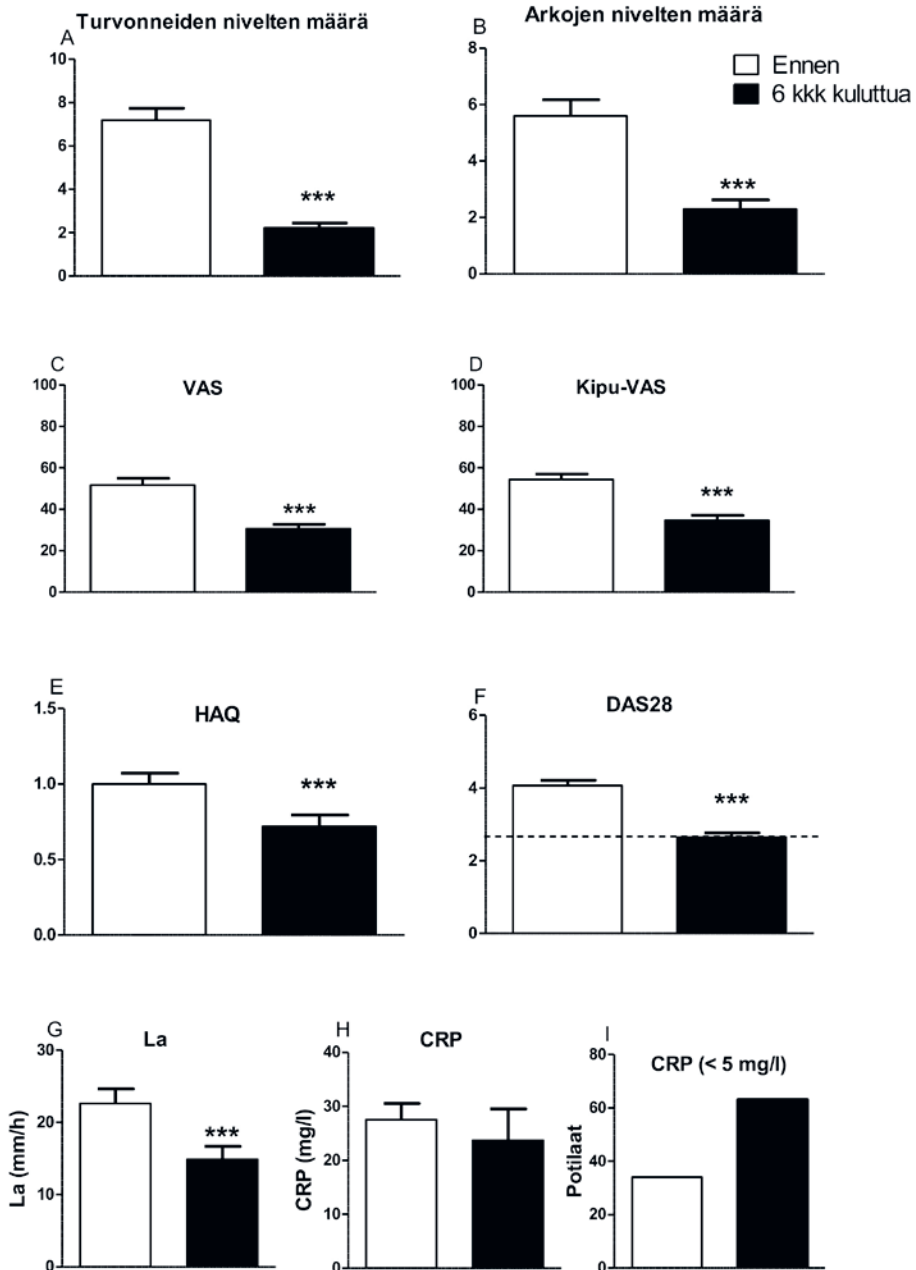 Turvonneiden nivelten määrä
A
10
8
6
4
2
0
***
Arkojen nivelten määrä
B
8
6
4
2
0
***
Ennen
6 kkk kuluttua
C
VAS
100
80
60
40
20
0
***
D
Kipu-VAS
100
80
60
40
20
0
***
E
HAQ
1.5
1.0
0.5
0.0
***
F
DAS28
6
4
2
0
***
G
La
La (mm/h)
30
20
10
0
***
H
CRP
CRP (mg/l)
40
30
20
10
0
I
CRP (< 5 mg/l)
Potilaat
80
60
40
20
0